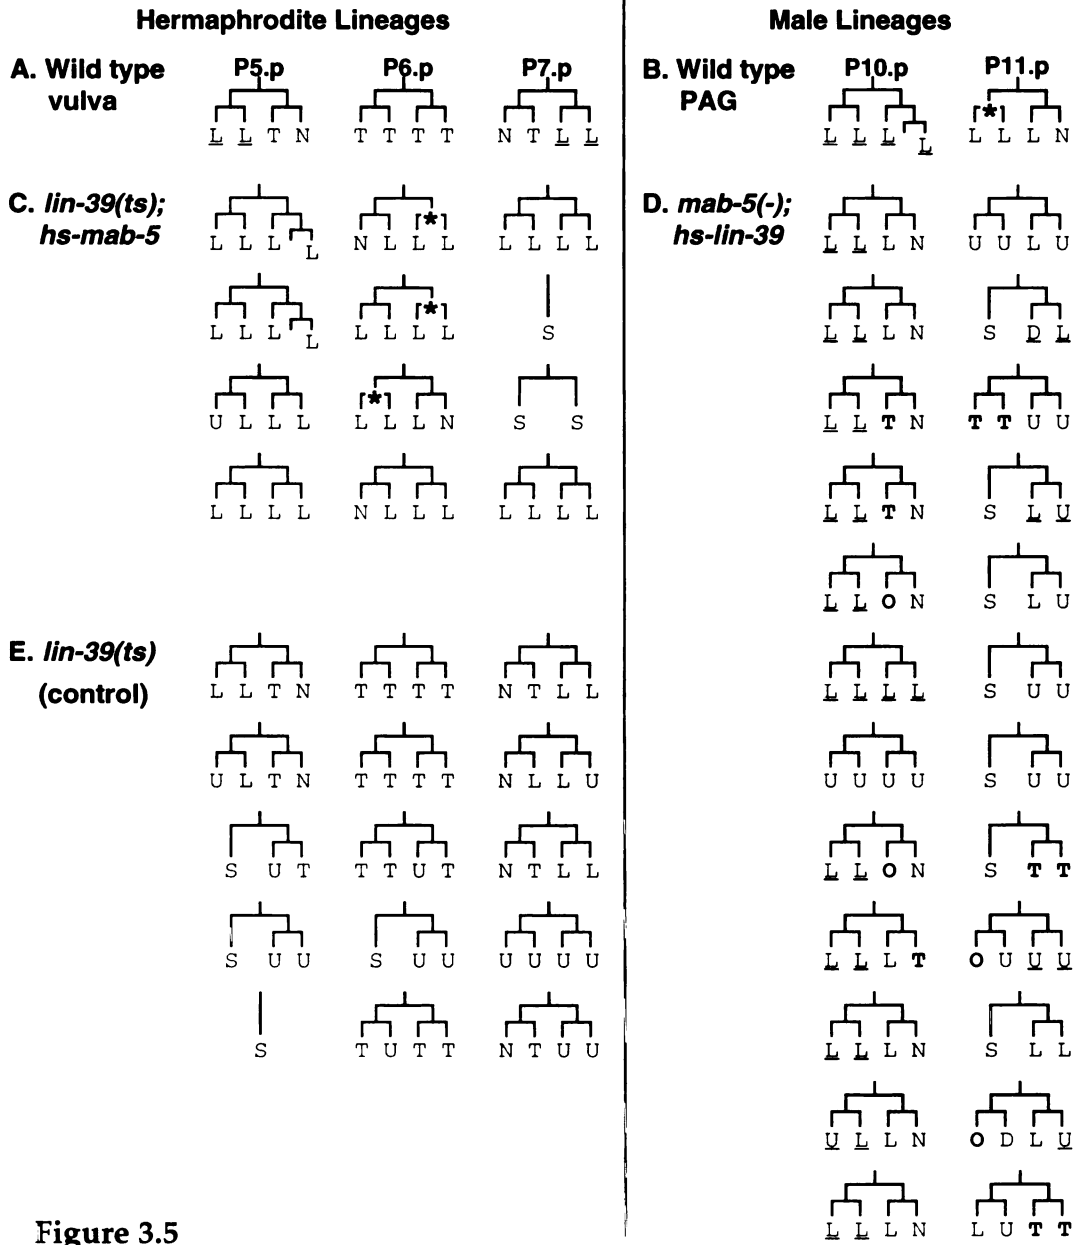 Hermaphrodite Lineages
Male Lineages
A. Wild type vulva
P5.p P6.p P7.p
L L T N T T T T N T L L
B. Wild type PAG
P10.p P11.p
L L L L * L L L N
C. lin-39(ts); hs-mab-5
L L L L N L * L L L L L L
L L L L L L * L L S
U L L L L * L L N S S
L L L L N L L L L L L L
D. mab-5(-); hs-lin-39
L L L N U U L U
L L L N S D L
L L T N T T U U
L L T N S L U
L L O N S L U
L L L L S U U
U U U U S U U
L L O N S T T
L L L T O U U U
L L L N S L L
U L L N O D L U
L L L N L U T T
E. lin-39(ts) (control)
L L T N T T T T N T L L
U L T N T T T T N L L U
S U T T T U T N T L L
S U U S U U U U U U
S T U T T N T U U
Figure 3.5